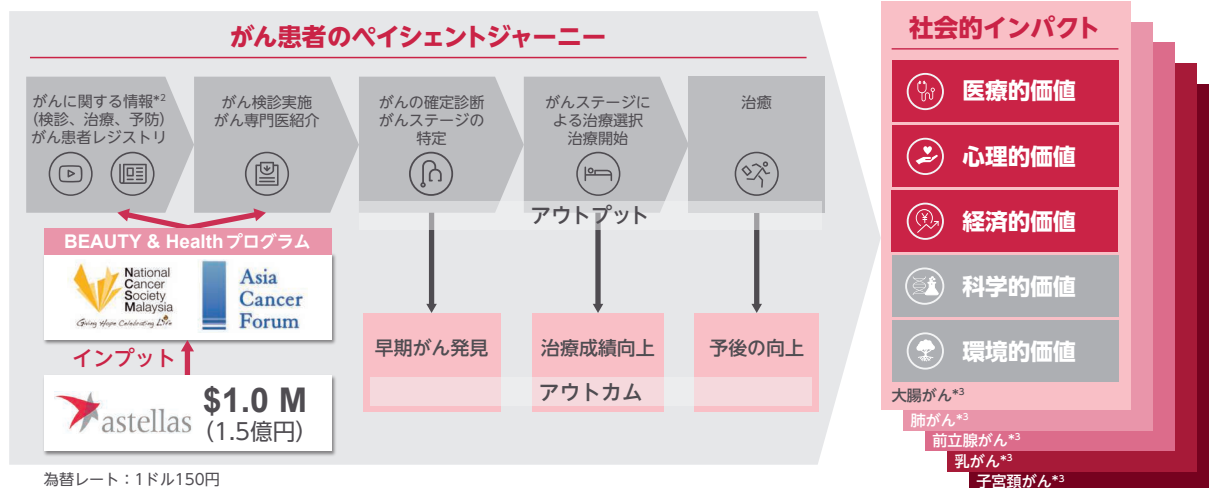 がん患者のペイシェントジャーニー
がんに関する情報*2
（検診、治療、予防）
がん患者レジストリ
がん検診実施
がん専門医紹介
がんの確定診断
がんステージの
特定
がんステージに
よる治療選択
治療開始
治癒
アウトプット
BEAUTY & Healthプログラム
National
Cancer
Society
Malaysia
Giving Hope Celebrating Life
Asia
Cancer
Forum
インプット
astellas
$1.0 M
（1.5億円）
早期がん発見
治療成績向上
予後の向上
アウトカム
為替レート：1ドル150円
社会的インパクト
医療的価値
心理的価値
経済的価値
科学的価値
環境的価値
大腸がん*3
肺がん*3
前立腺がん*3
乳がん*3
子宮頚がん*3